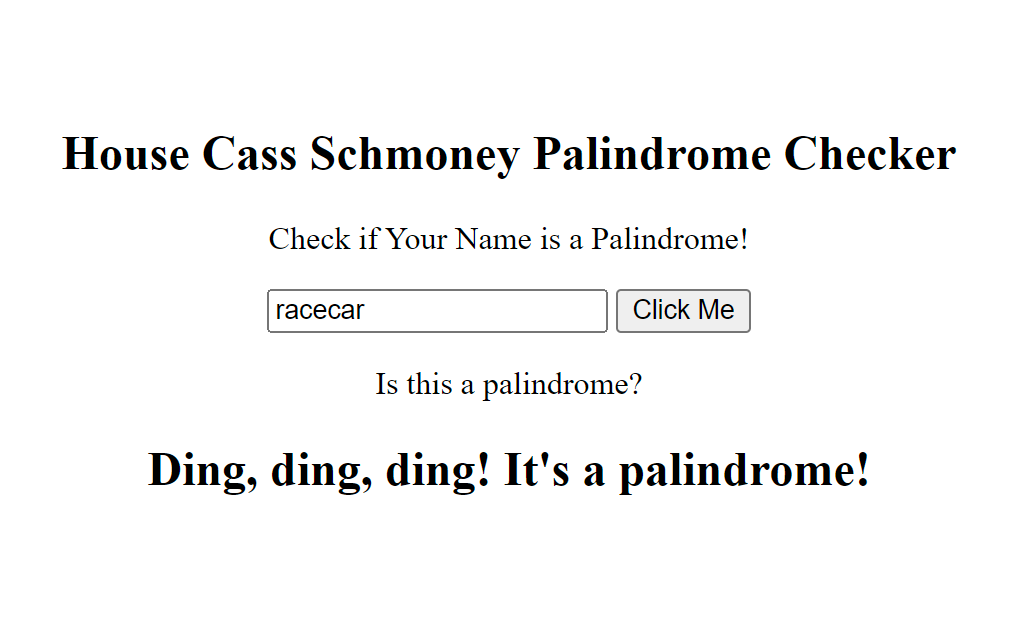 House Cass Schmoney Palindrome Checker
Check if Your Name is a Palindrome!
racecar Click Me
Is this a palindrome?
Ding, ding, ding! It's a palindrome!